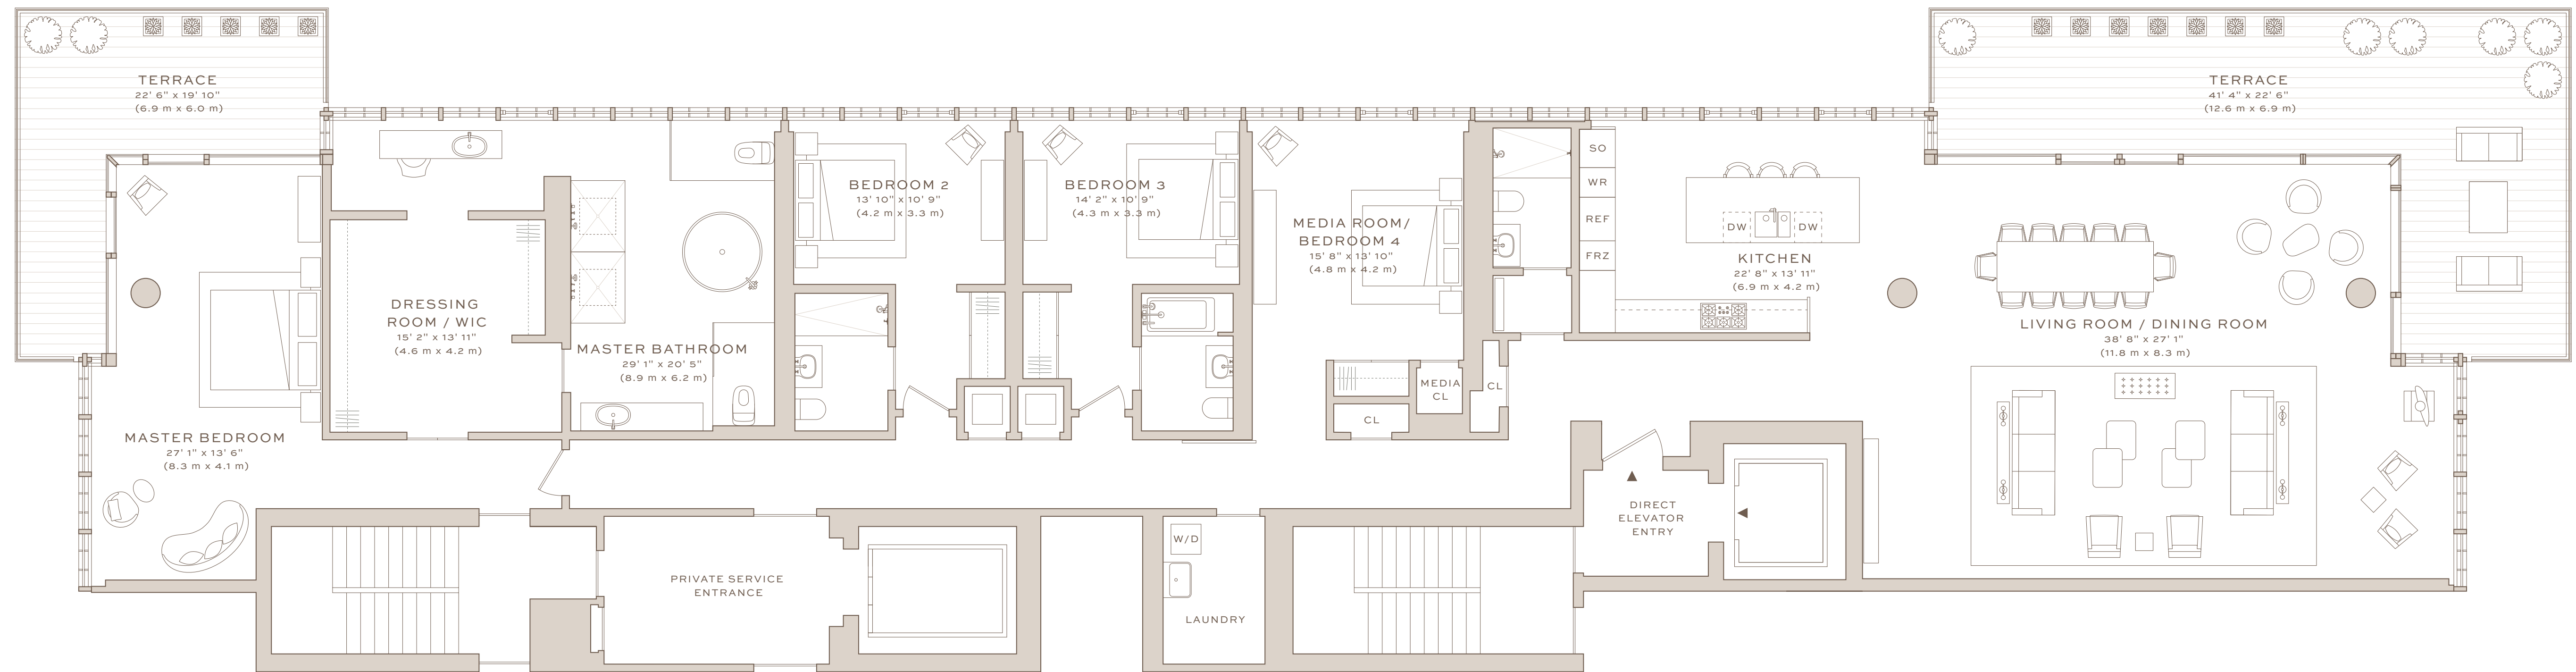 TERRACE
22' 6" x 19' 10"
(6.9 m x 6.0 m)
TERRACE
41' 4" x 22' 6"
(12.6 m x 6.9 m)
MASTER BEDROOM
27' 1" x 13' 6"
(8.3 m x 4.1 m)
DRESSING
ROOM / WIC
15' 2" x 13' 11"
(4.6 m x 4.2 m)
MASTER BATHROOM
29' 1" x 20' 5"
(8.9 m x 6.2 m)
BEDROOM 2
13' 10" x 10' 9"
(4.2 m x 3.3 m)
BEDROOM 3
14' 2" x 10' 9"
(4.3 m x 3.3 m)
MEDIA ROOM/
BEDROOM 4
15' 8" x 13' 10"
(4.8 m x 4.2 m)
MEDIA
CL
CL
CL
SO
WR
REF
FRZ
DW
DW
KITCHEN
22' 8" x 13' 11"
(6.9 m x 4.2 m)
LIVING ROOM / DINING ROOM
38' 8" x 27' 1"
(11.8 m x 8.3 m)
DIRECT
ELEVATOR
ENTRY
PRIVATE SERVICE
ENTRANCE
W/D
LAUNDRY